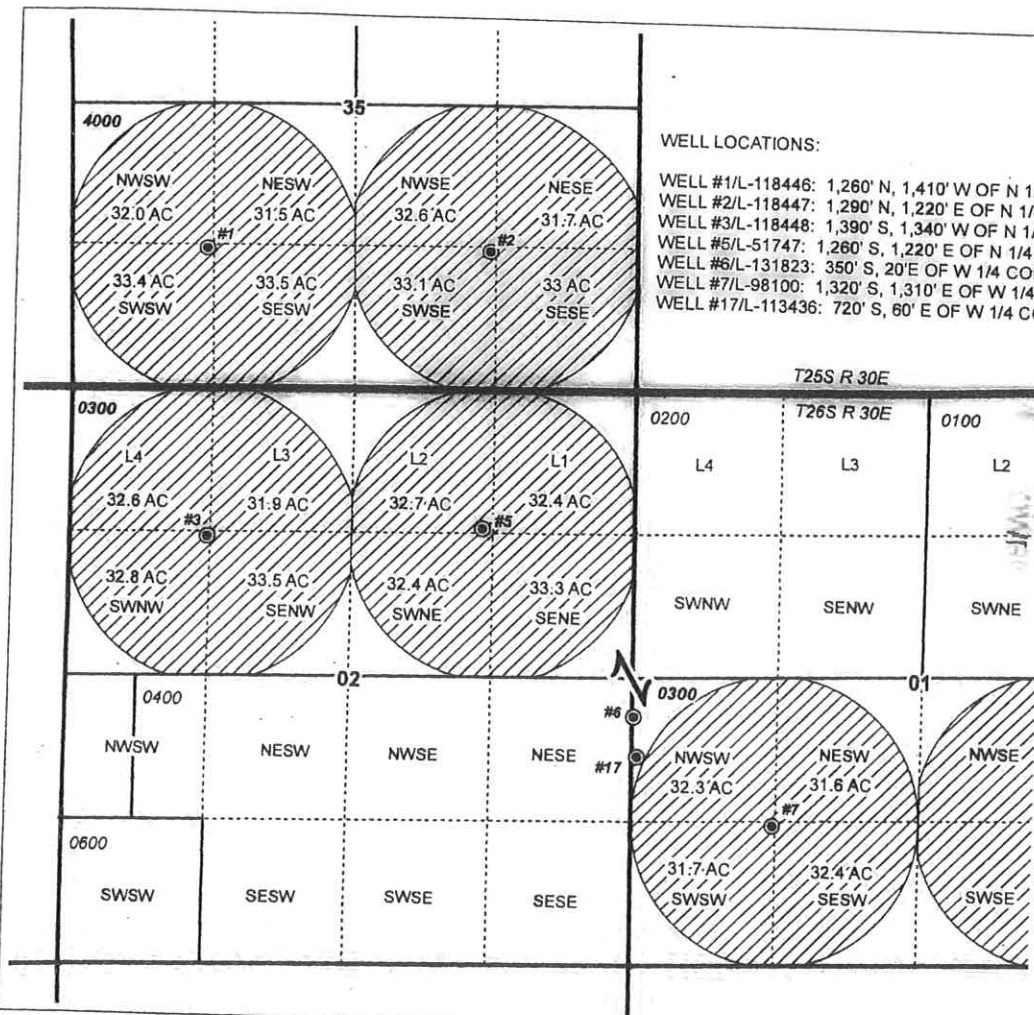 35
4000
NWSW
NESW
NWSE
NESE
32.0 AC
31.5 AC
32.6 AC
31.7 AC
#1
#2
33.4 AC
33.5 AC
33.1 AC
33 AC
SWSW
SESW
SWSE
SESE
WELL LOCATIONS:
WELL #1/L-118446: 1,260' N, 1,410' W OF N 1
WELL #2/L-118447: 1,290' N, 1,220' E OF N 1/
WELL #3/L-118448: 1,390' S, 1,340' W OF N 1/
WELL #5/L-51747: 1,260' S, 1,220' E OF N 1/4
WELL #6/L-131823: 350' S, 20'E OF W 1/4 CO
WELL #7/L-98100: 1,320' S, 1,310' E OF W 1/4
WELL #17/L-113436: 720' S, 60' E OF W 1/4 C
T25S R 30E
T26S R 30E
0300
0200
0100
L4
L3
L2
L1
L4
L3
L2
32.6 AC
31.9 AC
32.7 AC
32.4 AC
#3
#5
32.8 AC
33.5 AC
32.4 AC
33.3 AC
SWNW
SENW
SWNE
SENE
SWNW
SENW
SWNE
02
01
0400
0300
#6
NWSW
NESW
NWSE
NESE
#17
NWSW
NESW
NWSE
32.3 AC
31.6 AC
#7
0600
31.7 AC
32.4 AC
SWSW
SESW
SWSE
SESE
SWSW
SESW
SWSE